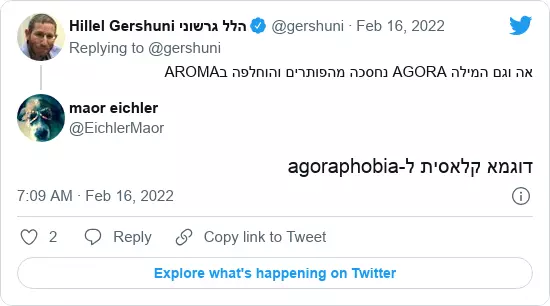 Hillel Gershuni הלל גרשוני @gershuni · Feb 16, 2022
Replying to @gershuni
אה וגם המילה AGORA נחסכה מהפותרים והוחלפה בAROMA
maor eichler
@EichlerMaor
דוגמא קלאסית ל-agoraphobia
7:09 AM · Feb 16, 2022
2 Reply Copy link to Tweet
Explore what's happening on Twitter